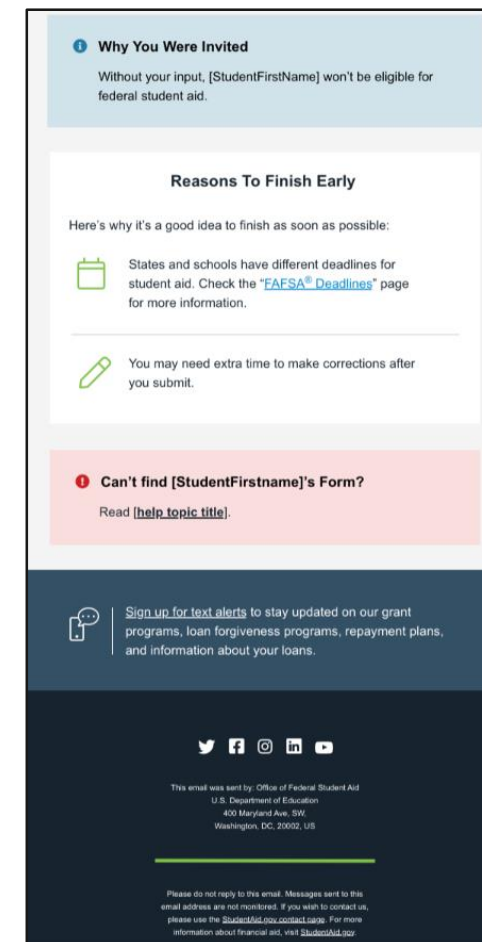 Why You Were Invited
Without your input, [StudentFirstName] won't be eligible for
federal student aid.
Reasons To Finish Early
Here's why it's a good idea to finish as soon as possible:
States and schools have different deadlines for
student aid. Check the "FAFSA® Deadlines" page
for more information.
You may need extra time to make corrections after
you submit.
Can't find [StudentFirstname]'s Form?
Read [help topic title].
Sign up for text alerts to stay updated on our grant
programs, loan forgiveness programs, repayment plans,
and information about your loans.
This email was sent by: Office of Federal Student Aid
U.S. Department of Education
400 Maryland Ave, SW,
Washington, DC, 20002, US
Please do not reply to this email. Messages sent to this
email address are not monitored. If you wish to contact us,
please use the StudentAid.gov contact page. For more
information about financial aid, visit StudentAid.gov.